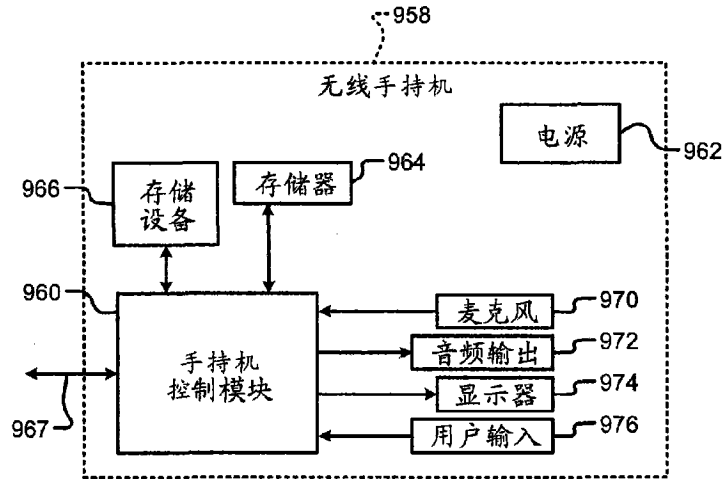 958
无线手持机
电源
962
964
966
存储
设备
存储器
960
手持机
控制模块
967
麦克风
970
音频输出
972
显示器
974
用户输入
976